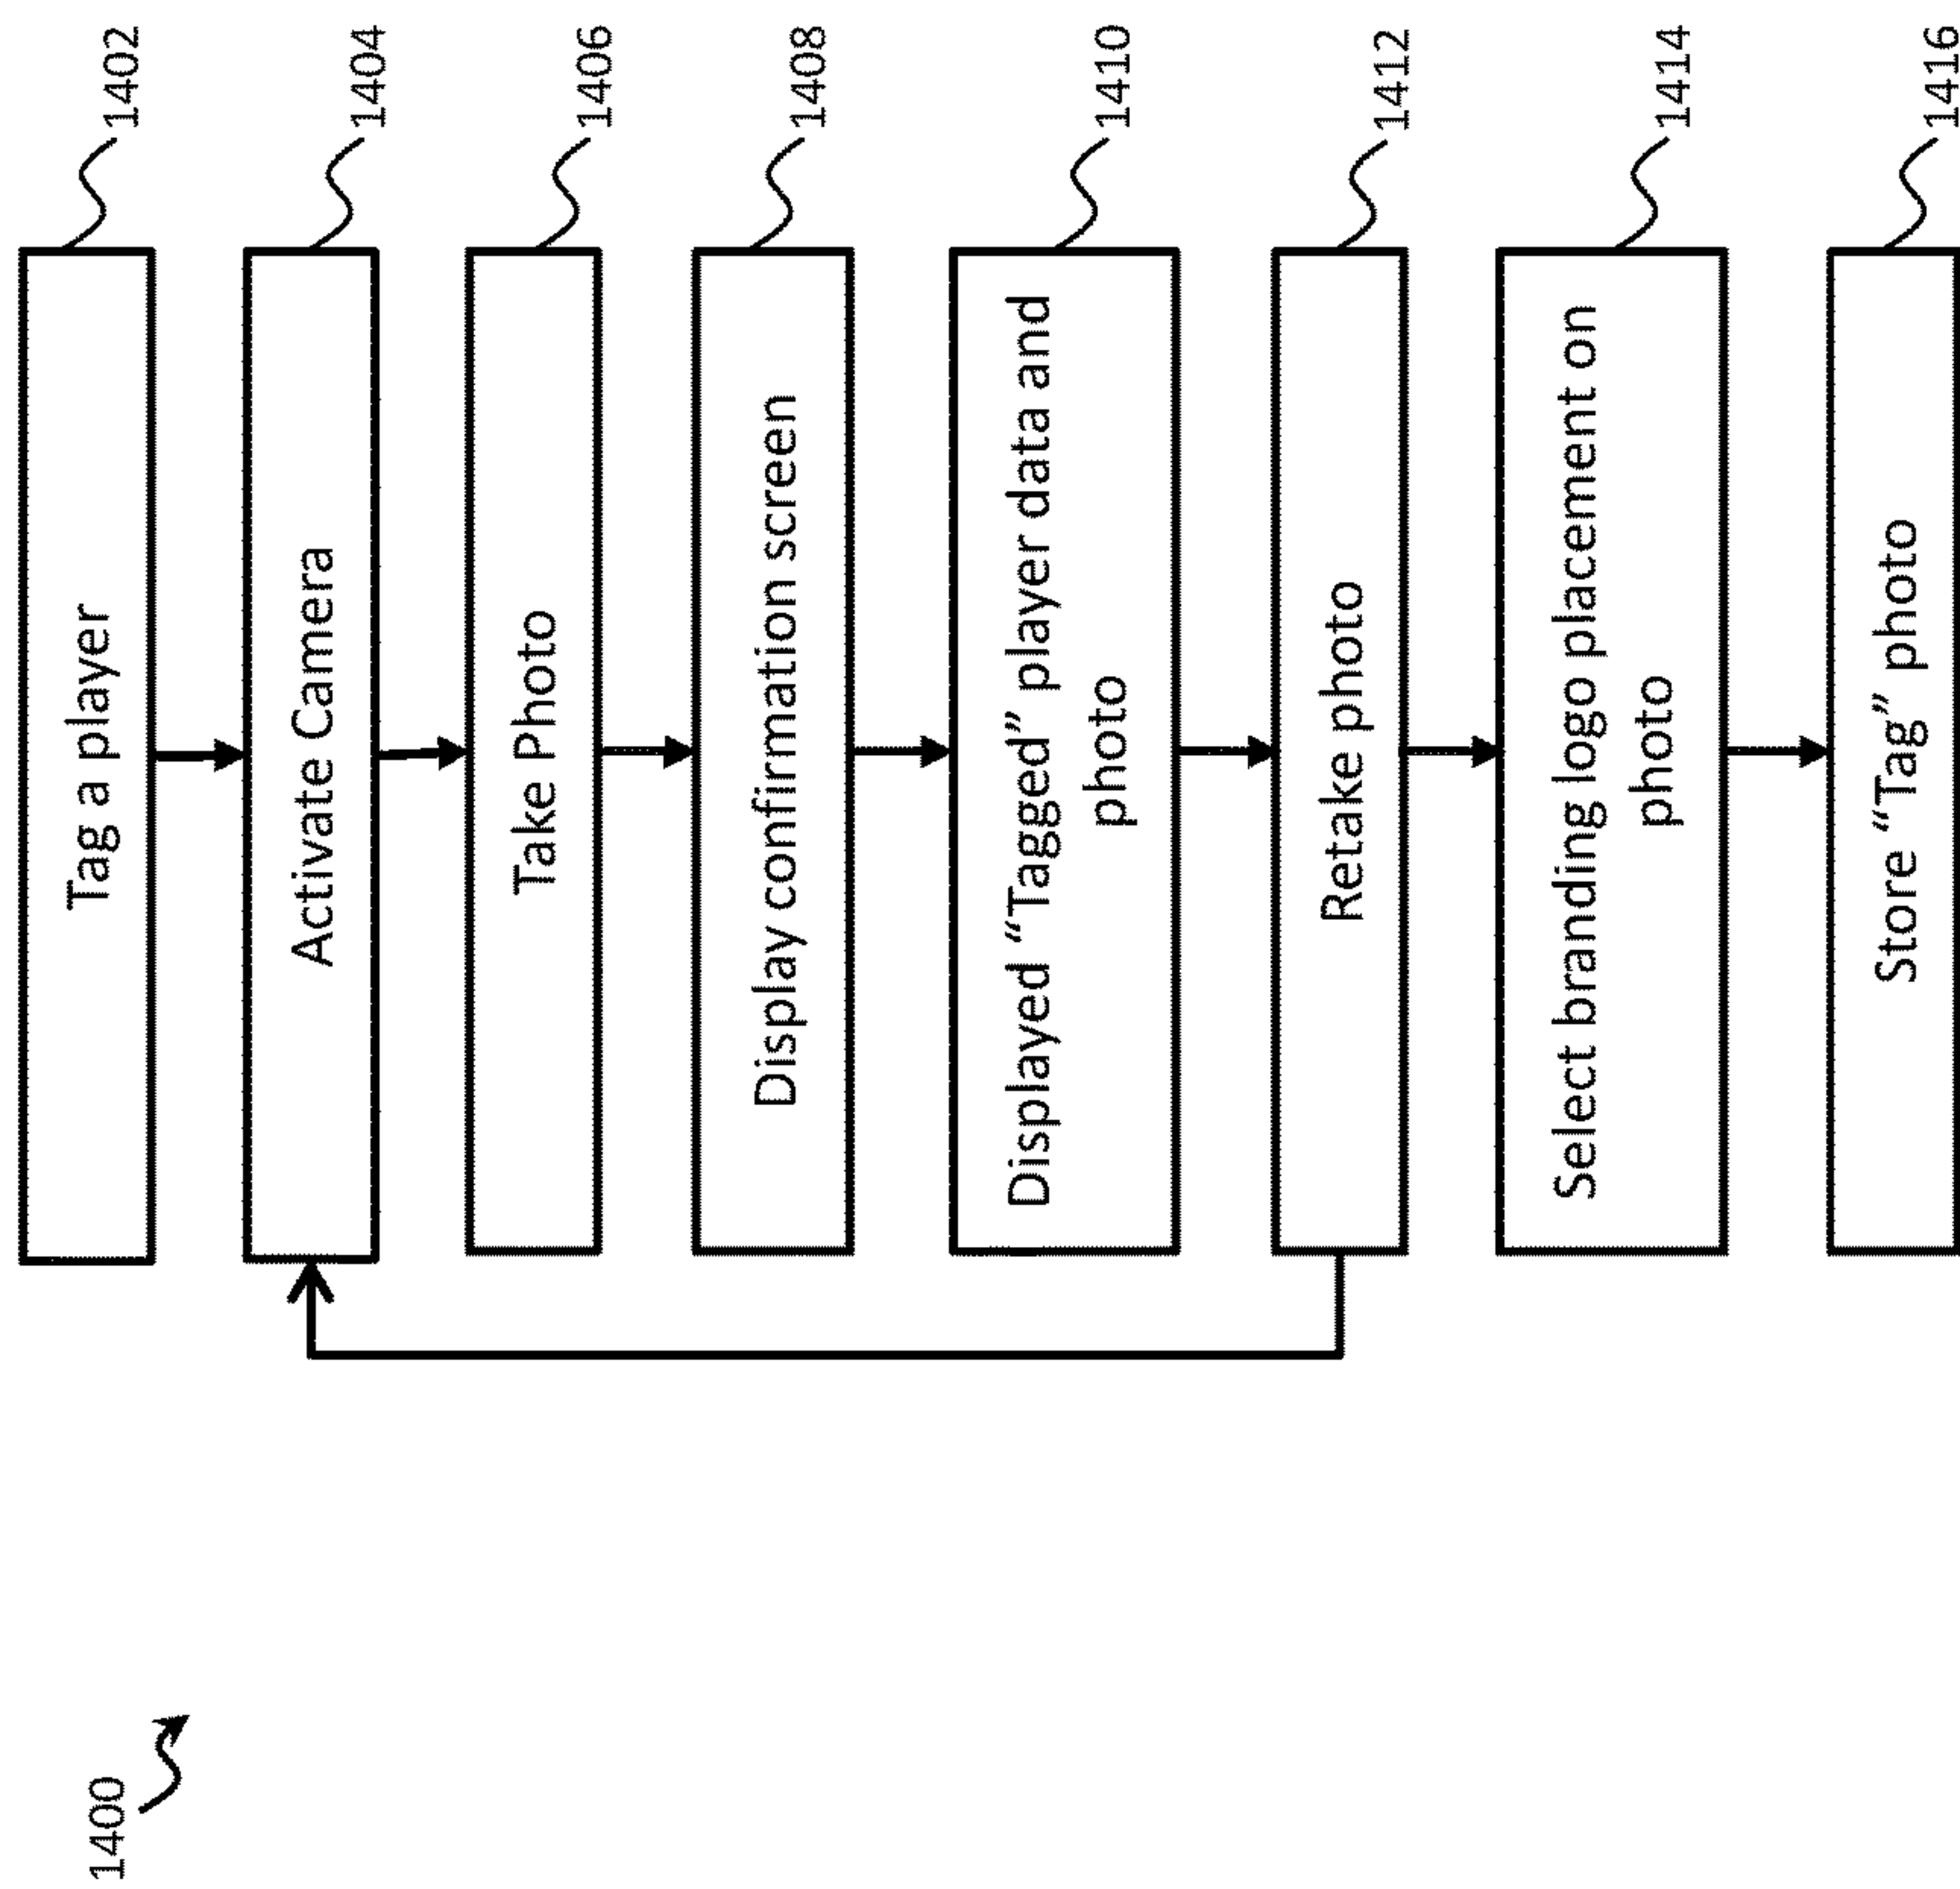 1400
Tag a player
1402
Activate Camera
1404
Take Photo
1406
Display confirmation screen
1408
Displayed “Tagged” player data and
photo
1410
Retake photo
1412
Select branding logo placement on
photo
1414
Store “Tag” photo
1416